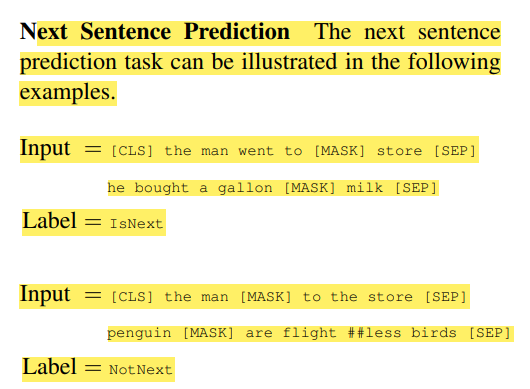 Next Sentence Prediction The next sentence
prediction task can be illustrated in the following
examples.
Input = [CLS] the man went to [MASK] store [SEP]
he bought a gallon [MASK] milk [SEP]
Label = IsNext
Input = [CLS] the man [MASK] to the store [SEP]
penguin [MASK] are flight ##less birds [SEP]
Label = NotNext